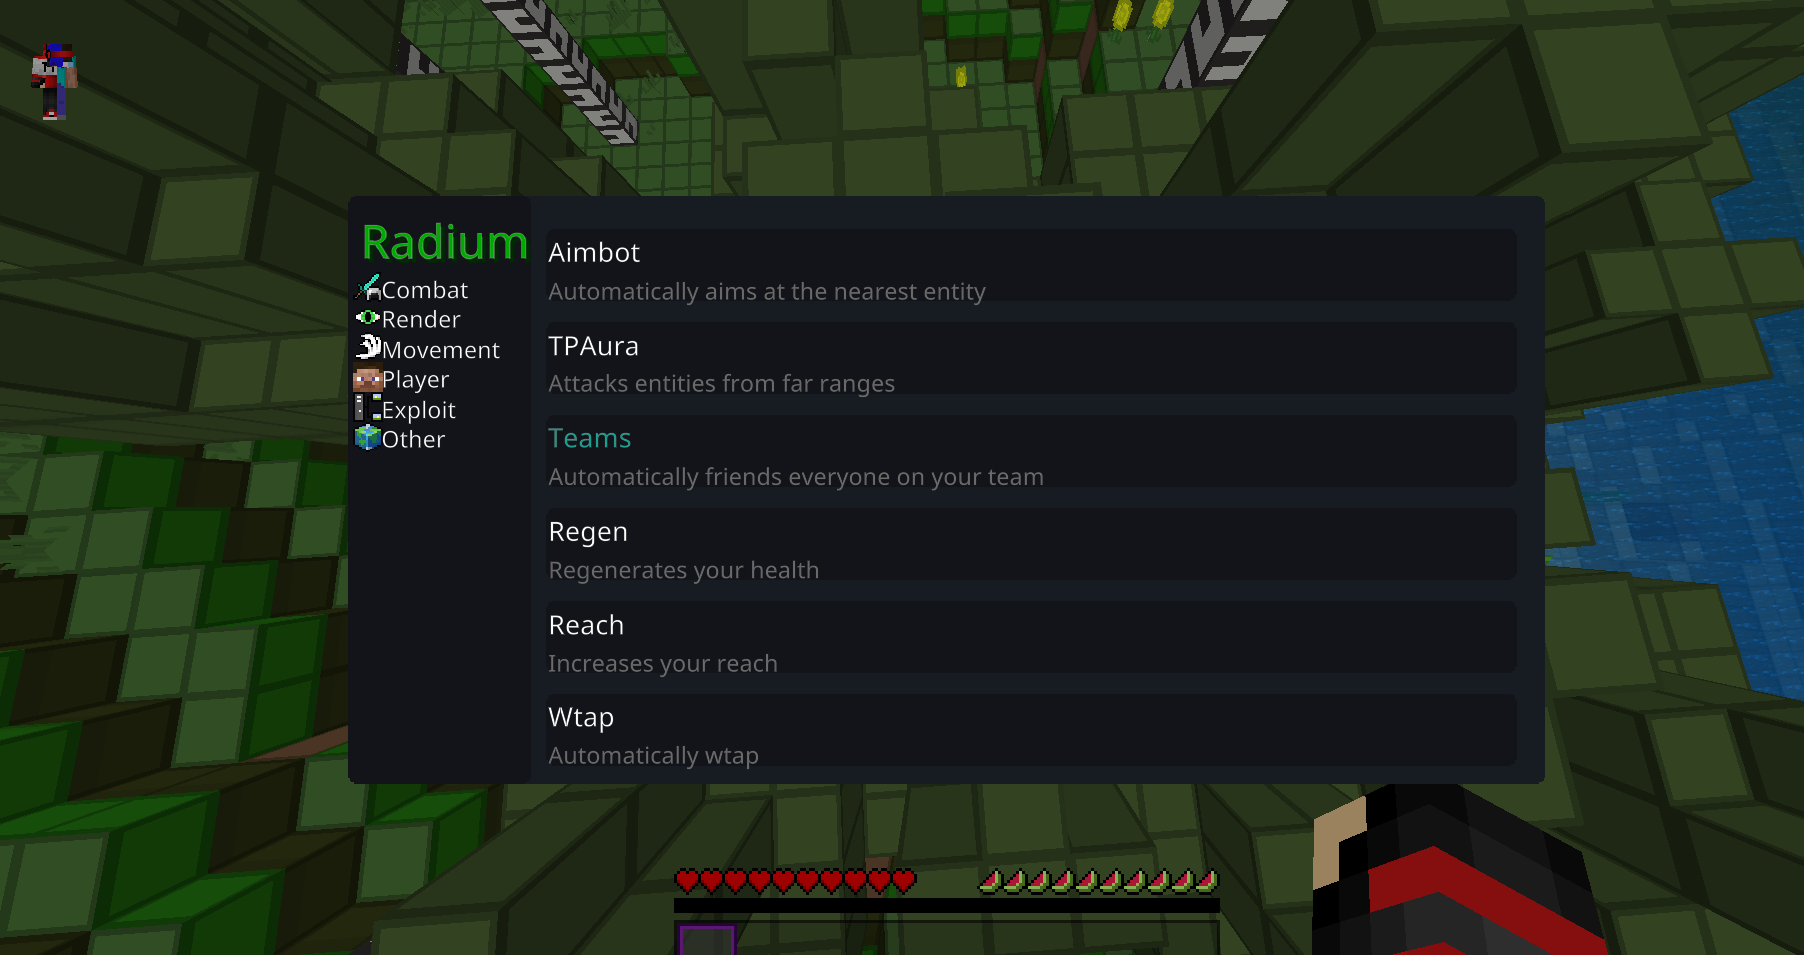 Radium
Combat
Render
Movement
Player
Exploit
Other
Aimbot
Automatically aims at the nearest entity
TPAura
Attacks entities from far ranges
Teams
Automatically friends everyone on your team
Regen
Regenerates your health
Reach
Increases your reach
Wtap
Automatically wtap